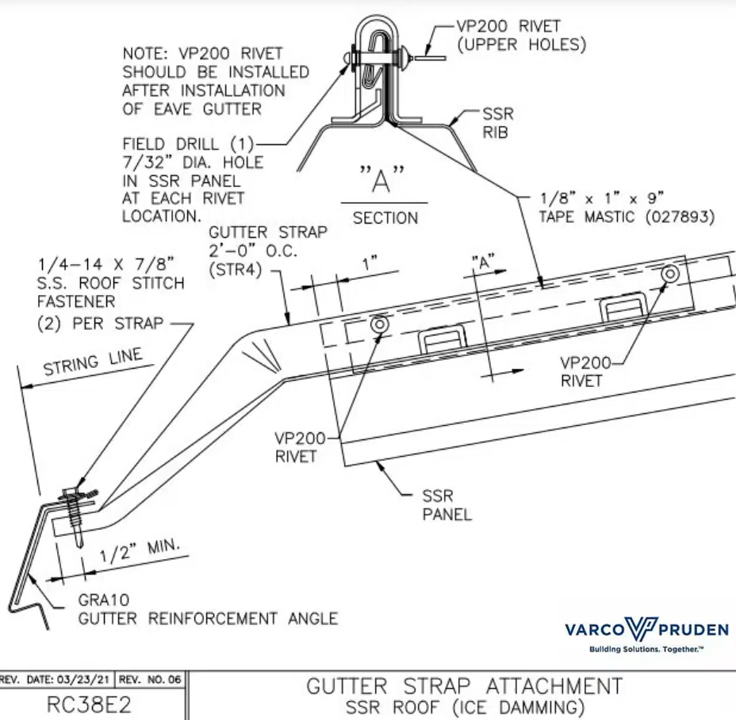 NOTE: VP200 RIVET
SHOULD BE INSTALLED
AFTER INSTALLATION
OF EAVE GUTTER
VP200 RIVET
(UPPER HOLES)
SSR
RIB
FIELD DRILL (1)
7/32" DIA. HOLE
IN SSR PANEL
AT EACH RIVET
LOCATION.
"A"
SECTION
1/8" x 1" x 9"
TAPE MASTIC (027893)
GUTTER STRAP
2'-0" O.C.
(STR4)
1"
"A"
1/4-14 X 7/8"
S.S. ROOF STITCH
FASTENER
(2) PER STRAP
STRING LINE
VP200
RIVET
VP200
RIVET
SSR
PANEL
1/2" MIN.
GRA10
GUTTER REINFORCEMENT ANGLE
VARCO VP PRUDEN
Building Solutions. Together.™
REV. DATE: 03/23/21 REV. NO. 06
RC38E2
GUTTER STRAP ATTACHMENT
SSR ROOF (ICE DAMMING)